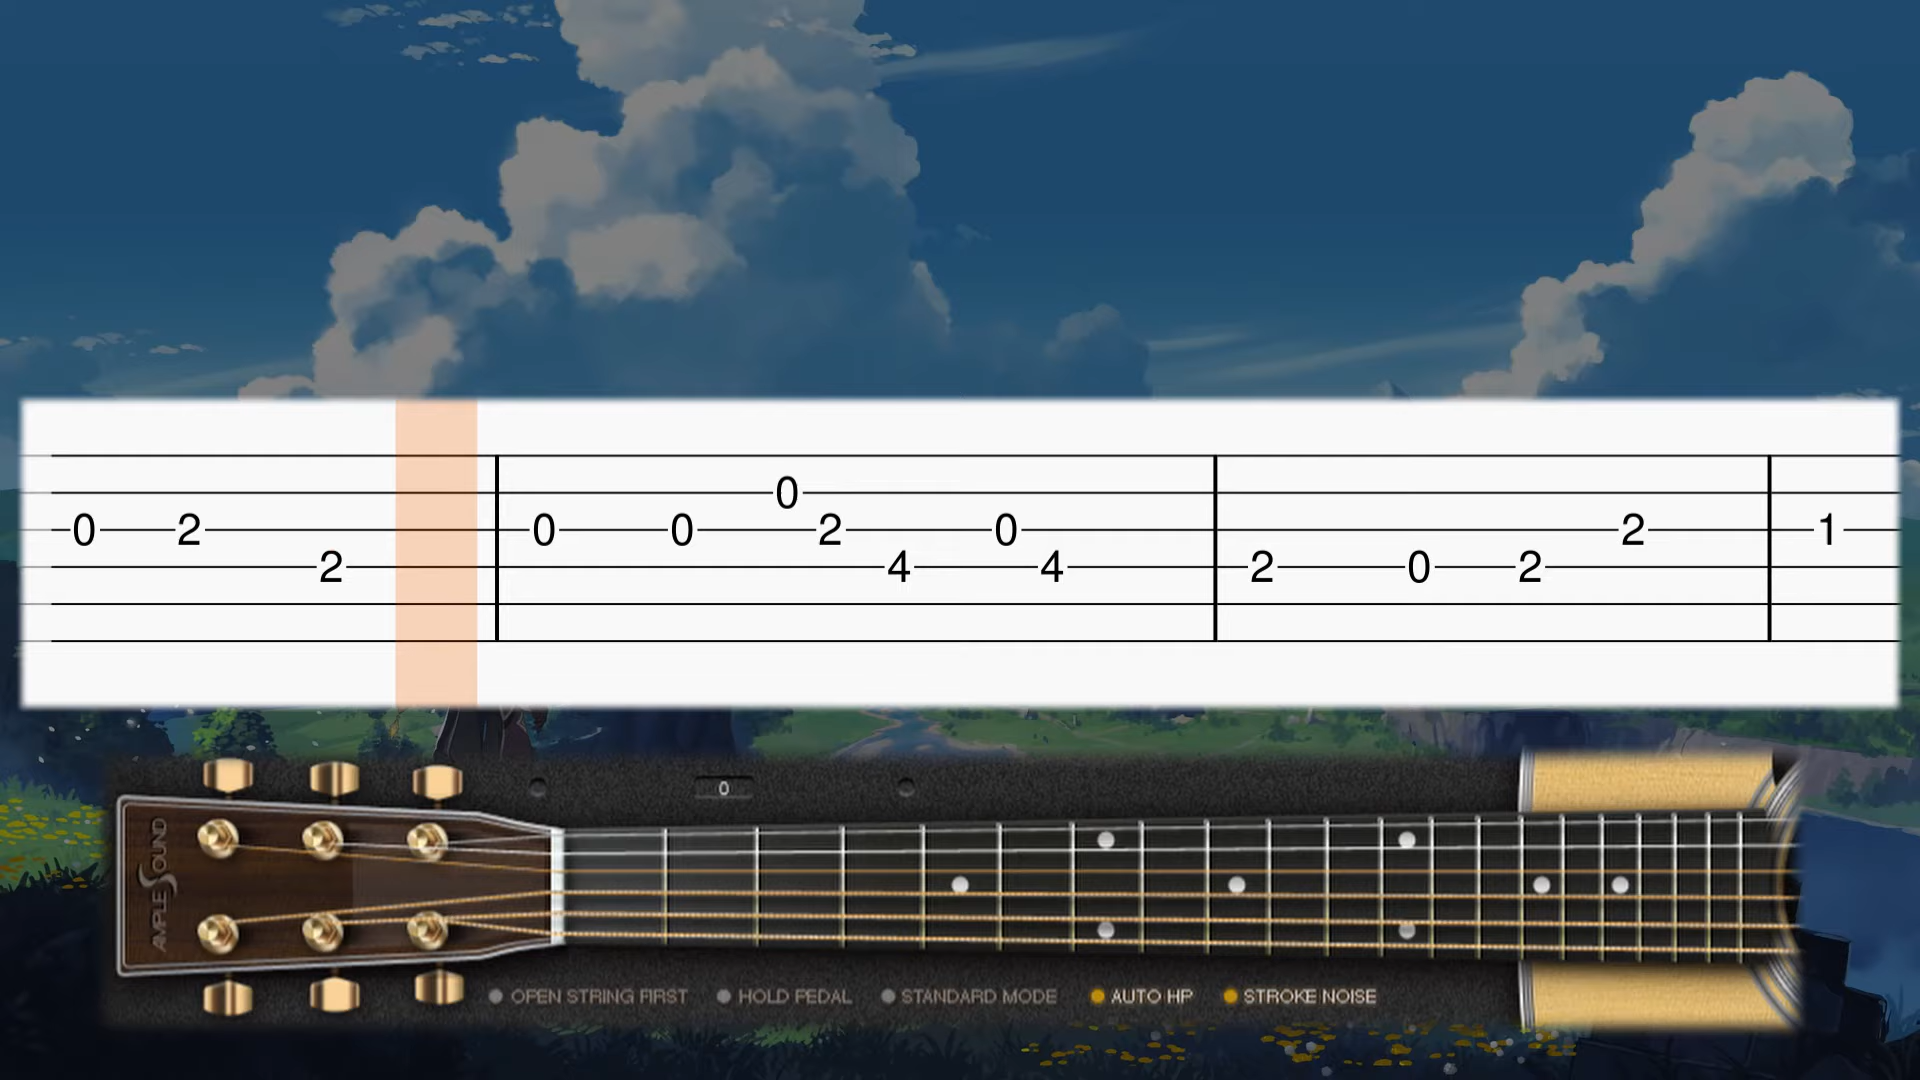 0
0 2 0 0 2 0 2 1
2 4 4 2 0 2
0
AMPLE SOUND
OPEN STRING FIRST HOLD PEDAL STANDARD MODE AUTO HP STROKE NOISE